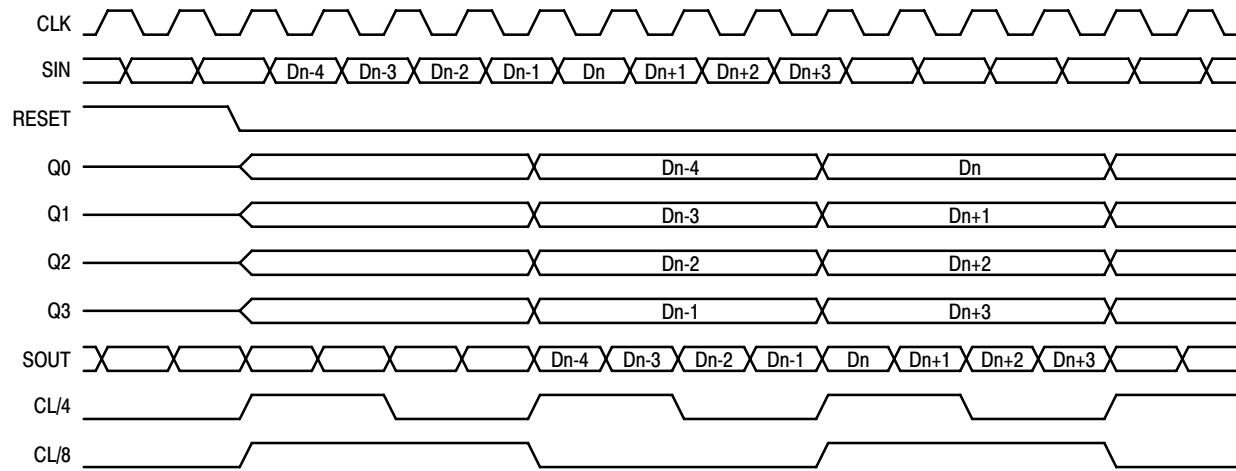 CLK
SIN Dn-4 Dn-3 Dn-2 Dn-1 Dn Dn+1 Dn+2 Dn+3
RESET
Q0 Dn-4 Dn
Q1 Dn-3 Dn+1
Q2 Dn-2 Dn+2
Q3 Dn-1 Dn+3
SOUT Dn-4 Dn-3 Dn-2 Dn-1 Dn Dn+1 Dn+2 Dn+3
CL/4
CL/8